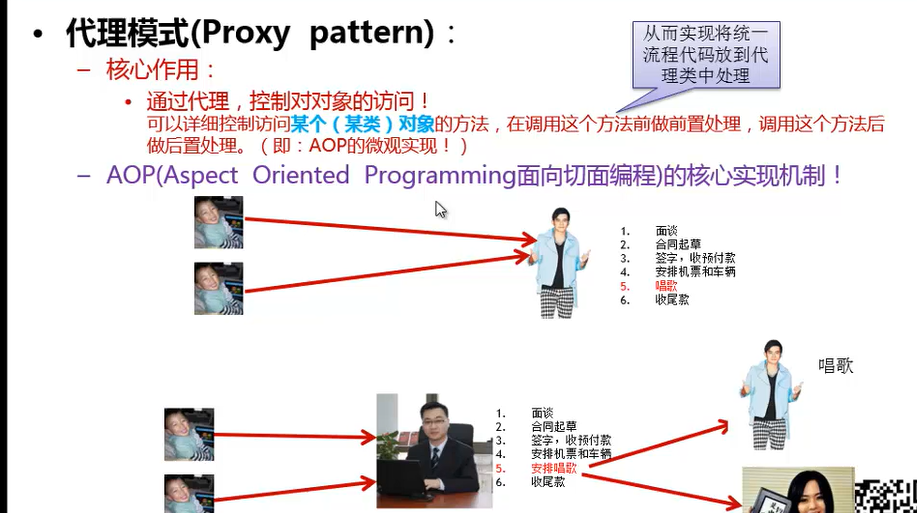 • 代理模式(Proxy pattern)：
从而实现将统一
流程代码放到代
理类中处理
– 核心作用：
• 通过代理，控制对对象的访问！
可以详细控制访问某个（某类）对象的方法，在调用这个方法前做前置处理，调用这个方法后
做后置处理。（即：AOP的微观实现！）
– AOP(Aspect Oriented Programming面向切面编程)的核心实现机制！
1. 面谈
2. 合同起草
3. 签字，收预付款
4. 安排机票和车辆
5. 唱歌
6. 收尾款
唱歌
1. 面谈
2. 合同起草
3. 签字，收预付款
4. 安排机票和车辆
5. 安排唱歌
6. 收尾款